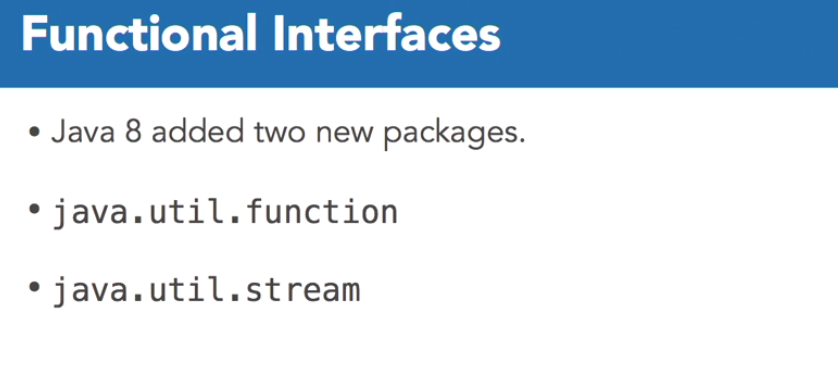 Functional Interfaces
• Java 8 added two new packages.
• java.util.function
• java.util.stream